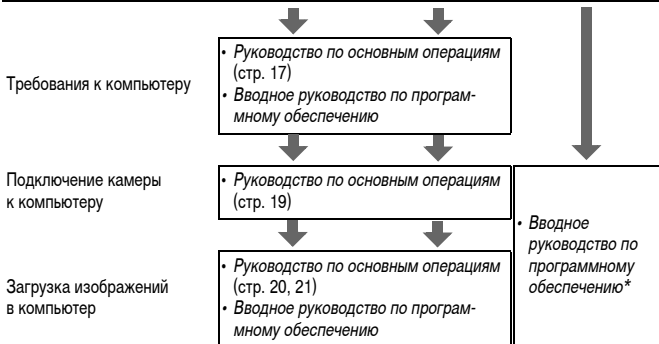 Требования к компьютеру
• Руководство по основным операциям
(стр. 17)
• Вводное руководство по програм-
мному обеспечению
Подключение камеры
к компьютеру
• Руководство по основным операциям
(стр. 19)
Загрузка изображений
в компьютер
• Руководство по основным операциям
(стр. 20, 21)
• Вводное руководство по програм-
мному обеспечению
• Вводное
руководство по
программному
обеспечению*